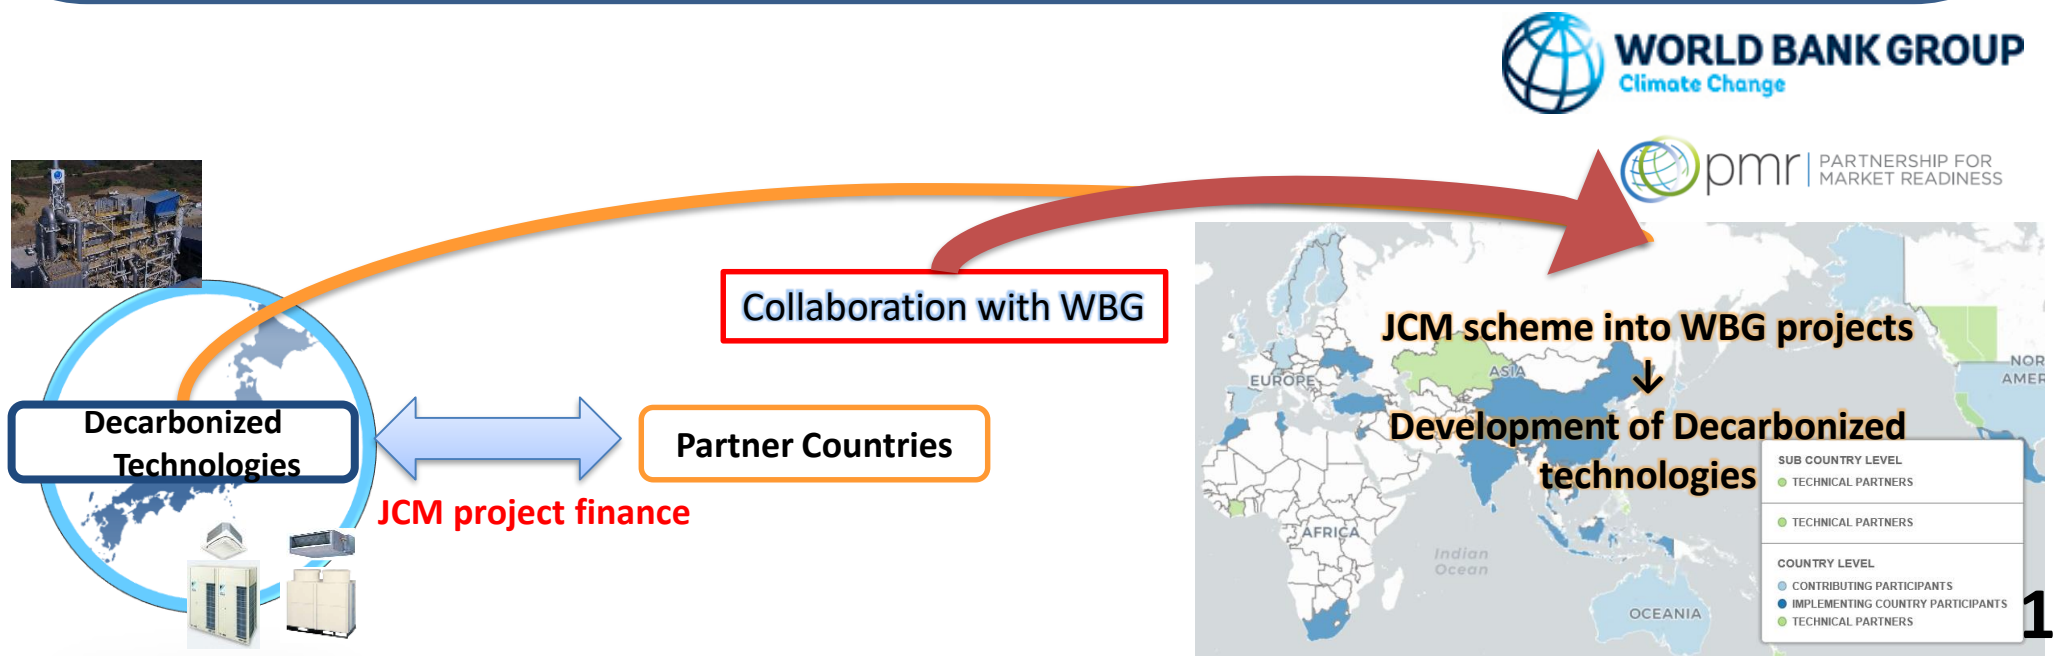 WORLD BANK GROUP
Climate Change
pmr
PARTNERSHIP FOR
MARKET READINESS
Collaboration with WBG
Decarbonized
Technologies
Partner Countries
JCM project finance
JCM scheme into WBG projects
↓
Development of Decarbonized
technologies
EUROPE
ASIA
AFRICA
Indian
Ocean
OCEANIA
NOR
AMER
SUB COUNTRY LEVEL
TECHNICAL PARTNERS
TECHNICAL PARTNERS
COUNTRY LEVEL
CONTRIBUTING PARTICIPANTS
IMPLEMENTING COUNTRY PARTICIPANTS
TECHNICAL PARTNERS
1